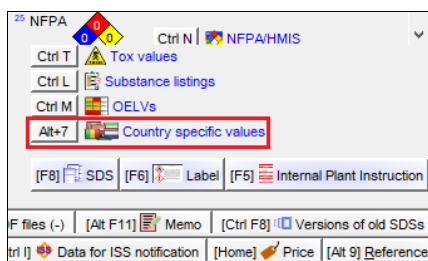 25 NFPA 0 0 0 Ctrl N NFPA/HMIS
Ctrl T Tox values
Ctrl L Substance listings
Ctrl M OELVs
Alt+7 Country specific values
[F8] SDS [F6] Label [F5] Internal Plant Instruction
F files (-) [Alt F11] Memo [Ctrl F8] Versions of old SDSs
trl I] ISS Data for ISS notification [Home] Price [Alt 9] Reference